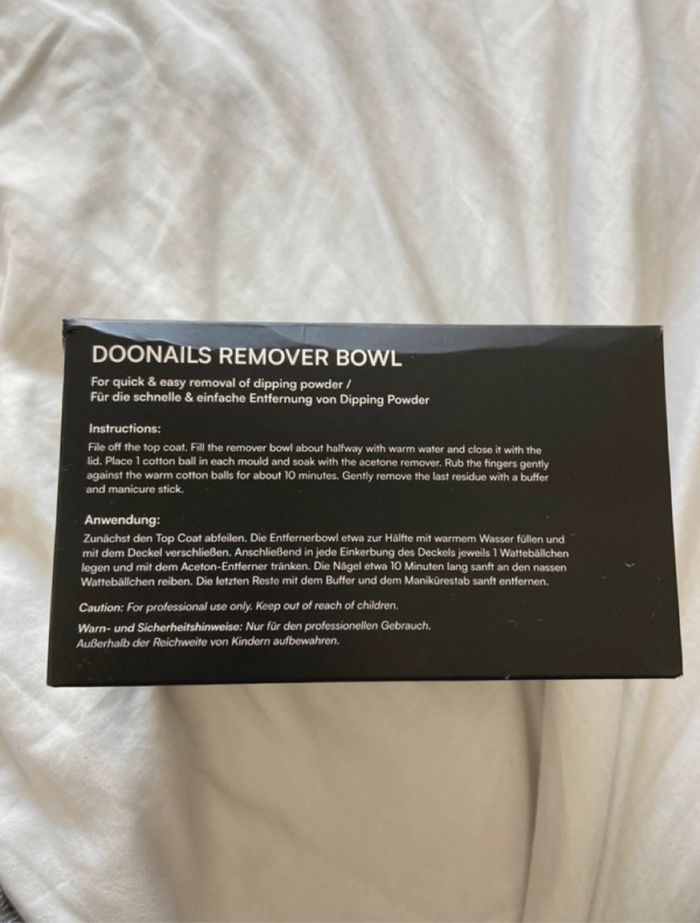 DOONAILS REMOVER BOWL
For quick & easy removal of dipping powder /
Für die schnelle & einfache Entfernung von Dipping Powder
Instructions:
File off the top coat. Fill the remover bowl about halfway with warm water and close it with the
lid. Place 1 cotton ball in each mould and soak with the acetone remover. Rub the fingers gently
against the warm cotton balls for about 10 minutes. Gently remove the last residue with a buffer
and manicure stick.
Anwendung:
Zunächst den Top Coat abfeilen. Die Entfernerbowl etwa zur Hälfte mit warmem Wasser füllen und
mit dem Deckel verschließen. Anschließend in jede Einkerbung des Deckels jeweils 1 Wattebällchen
legen und mit dem Aceton-Entferner tränken. Die Nägel etwa 10 Minuten lang sanft an den nassen
Wattebällchen reiben. Die letzten Reste mit dem Buffer und dem Manikürestab sanft entfernen.
Caution: For professional use only. Keep out of reach of children.
Warn- und Sicherheitshinweise: Nur für den professionellen Gebrauch.
Außerhalb der Reichweite von Kindern aufbewahren.